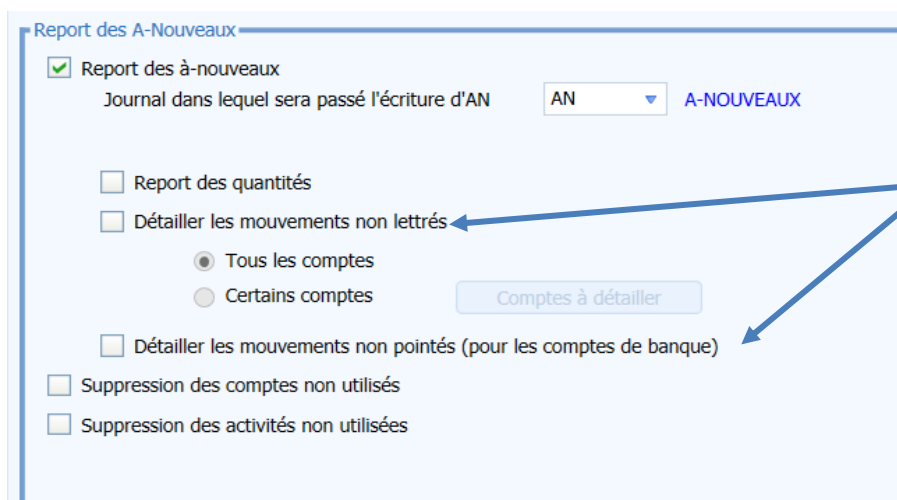 Report des A-Nouveaux
Report des à-nouveaux
Journal dans lequel sera passé l'écriture d'AN AN A-NOUVEAUX
Report des quantités
Détailler les mouvements non lettrés
Tous les comptes
Certains comptes Comptes à détailler
Détailler les mouvements non pointés (pour les comptes de banque)
Suppression des comptes non utilisés
Suppression des activités non utilisées